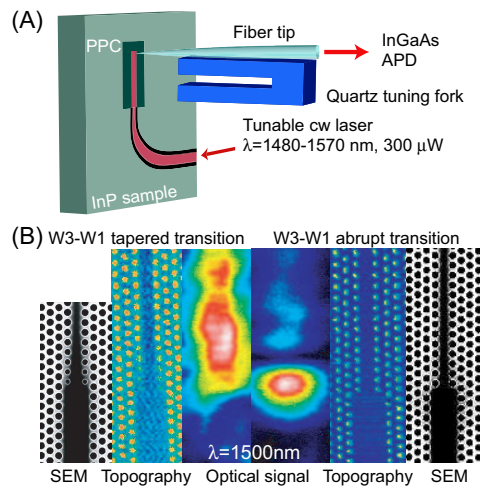 (A)
PPC
Fiber tip
InGaAs
APD
Quartz tuning fork
Tunable cw laser
λ=1480-1570 nm, 300 μW
InP sample
(B)
W3-W1 tapered transition
W3-W1 abrupt transition
λ=1500nm
SEM Topography Optical signal Topography SEM